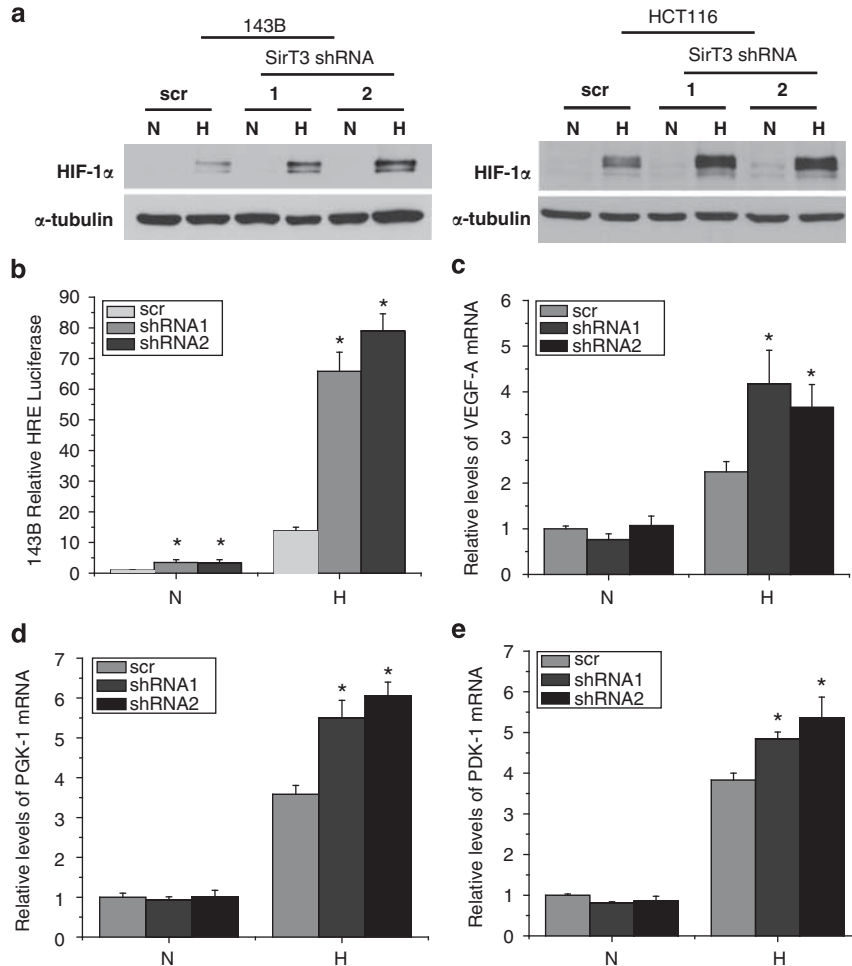 a
143B
SirT3 shRNA
scr 1 2
N H N H N H
HIF-1α
α-tubulin
HCT116
SirT3 shRNA
scr 1 2
N H N H N H
HIF-1α
α-tubulin
b
143B Relative HRE Luciferase
90
80
70
60
50
40
30
20
10
0
scr
shRNA1
shRNA2
* *
* *
N H
c
Relative levels of VEGF-A mRNA
6
5
4
3
2
1
0
scr
shRNA1
shRNA2
* *
N H
d
Relative levels of PGK-1 mRNA
7
6
5
4
3
2
1
0
scr
shRNA1
shRNA2
* *
N H
e
Relative levels of PDK-1 mRNA
7
6
5
4
3
2
1
0
scr
shRNA1
shRNA2
* *
N H